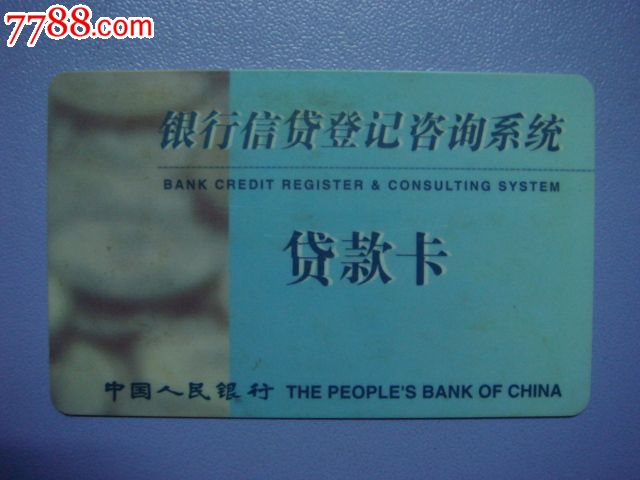 7788.com
银行信贷登记咨询系统
BANK CREDIT REGISTER & CONSULTING SYSTEM
贷款卡
中国人民银行 THE PEOPLE'S BANK OF CHINA